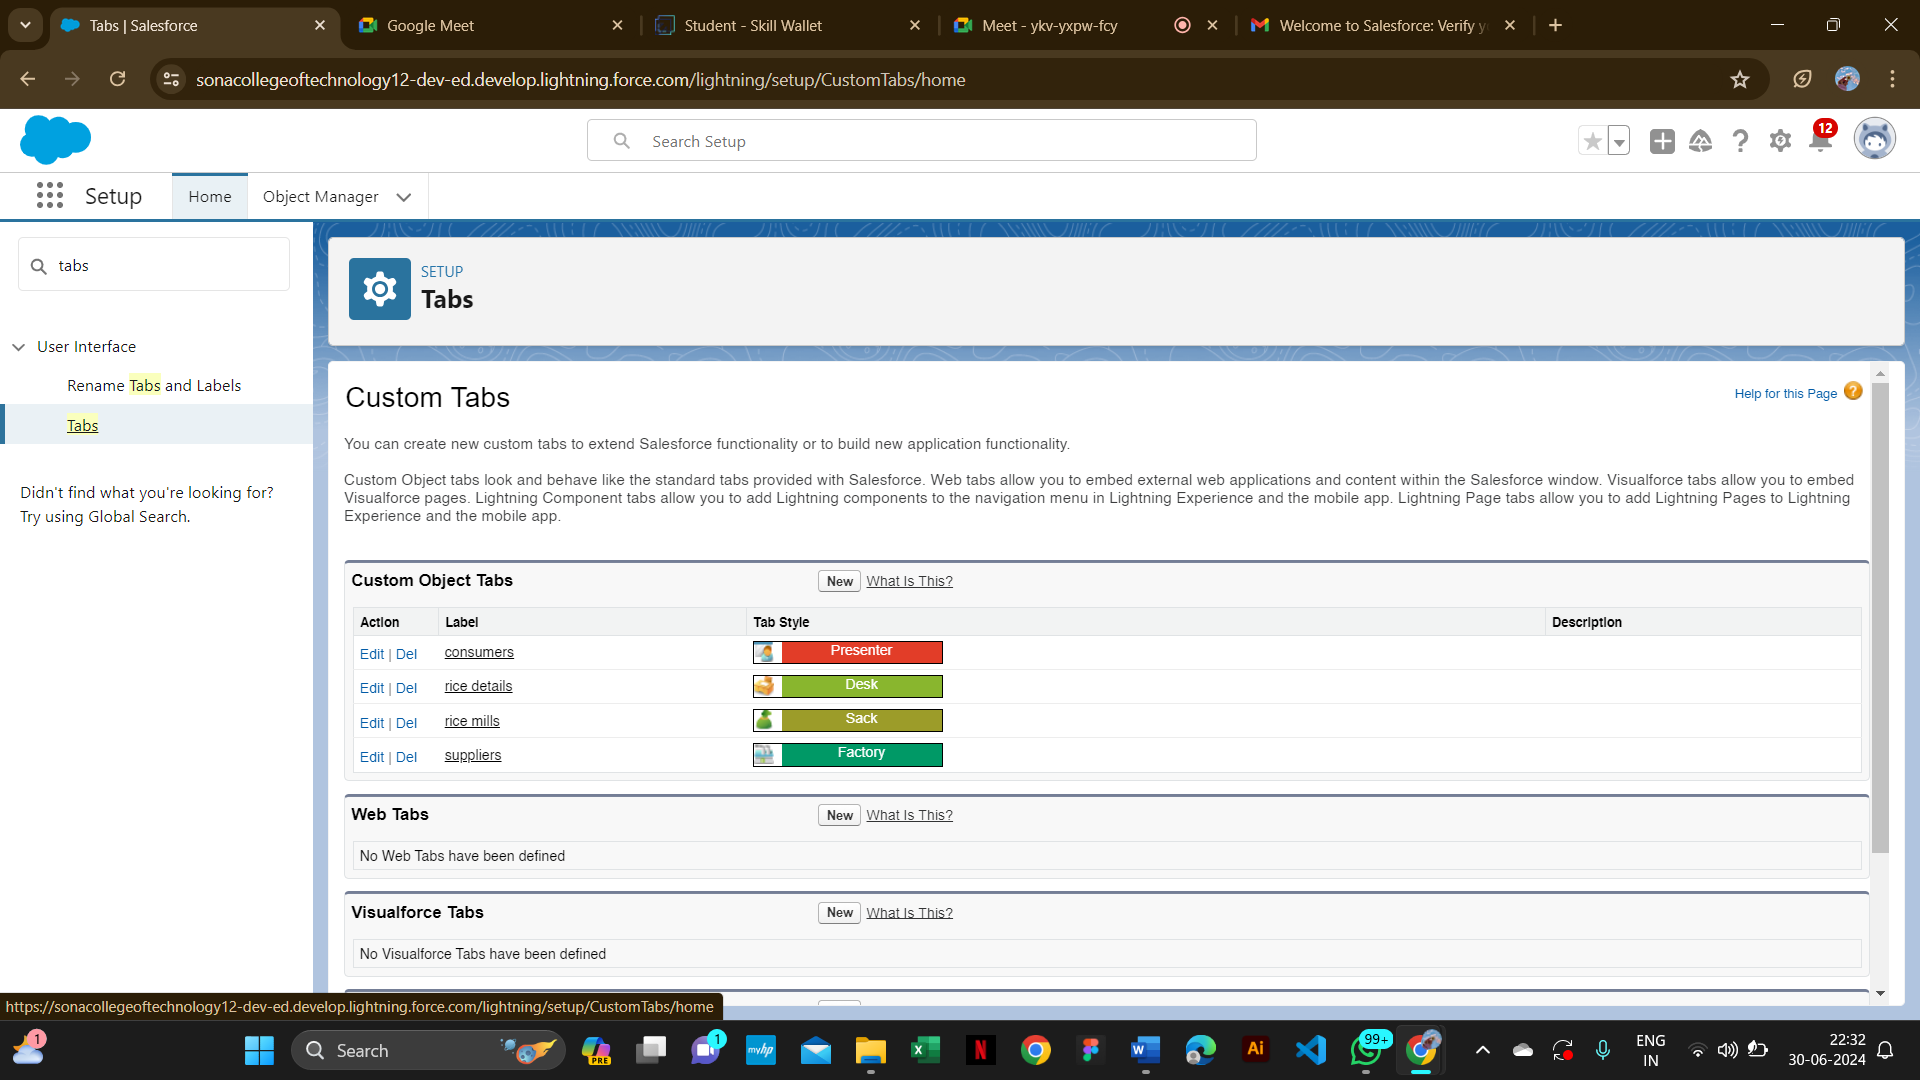 Tabs | Salesforce
Google Meet
Student - Skill Wallet
Meet - ykv-yxpw-fcy
Welcome to Salesforce: Verify y
sonacollegeoftechnology12-dev-ed.develop.lightning.force.com/lightning/setup/CustomTabs/home
Search Setup
12
Setup
Home
Object Manager
tabs
User Interface
Rename Tabs and Labels
Tabs
Didn't find what you're looking for?
Try using Global Search.
SETUP
Tabs
Custom Tabs
Help for this Page ?
You can create new custom tabs to extend Salesforce functionality or to build new application functionality.
Custom Object tabs look and behave like the standard tabs provided with Salesforce. Web tabs allow you to embed external web applications and content within the Salesforce window. Visualforce tabs allow you to embed
Visualforce pages. Lightning Component tabs allow you to add Lightning components to the navigation menu in Lightning Experience and the mobile app. Lightning Page tabs allow you to add Lightning Pages to Lightning
Experience and the mobile app.
Custom Object Tabs
New
What Is This?
Action Label Tab Style Description
Edit | Del consumers Presenter
Edit | Del rice details Desk
Edit | Del rice mills Sack
Edit | Del suppliers Factory
Web Tabs
New
What Is This?
No Web Tabs have been defined
Visualforce Tabs
New
What Is This?
No Visualforce Tabs have been defined
https://sonacollegeoftechnology12-dev-ed.develop.lightning.force.com/lightning/setup/CustomTabs/home
1
Search
PRE
1
myhp
N
Ai
99+
ENG
IN
22:32
30-06-2024